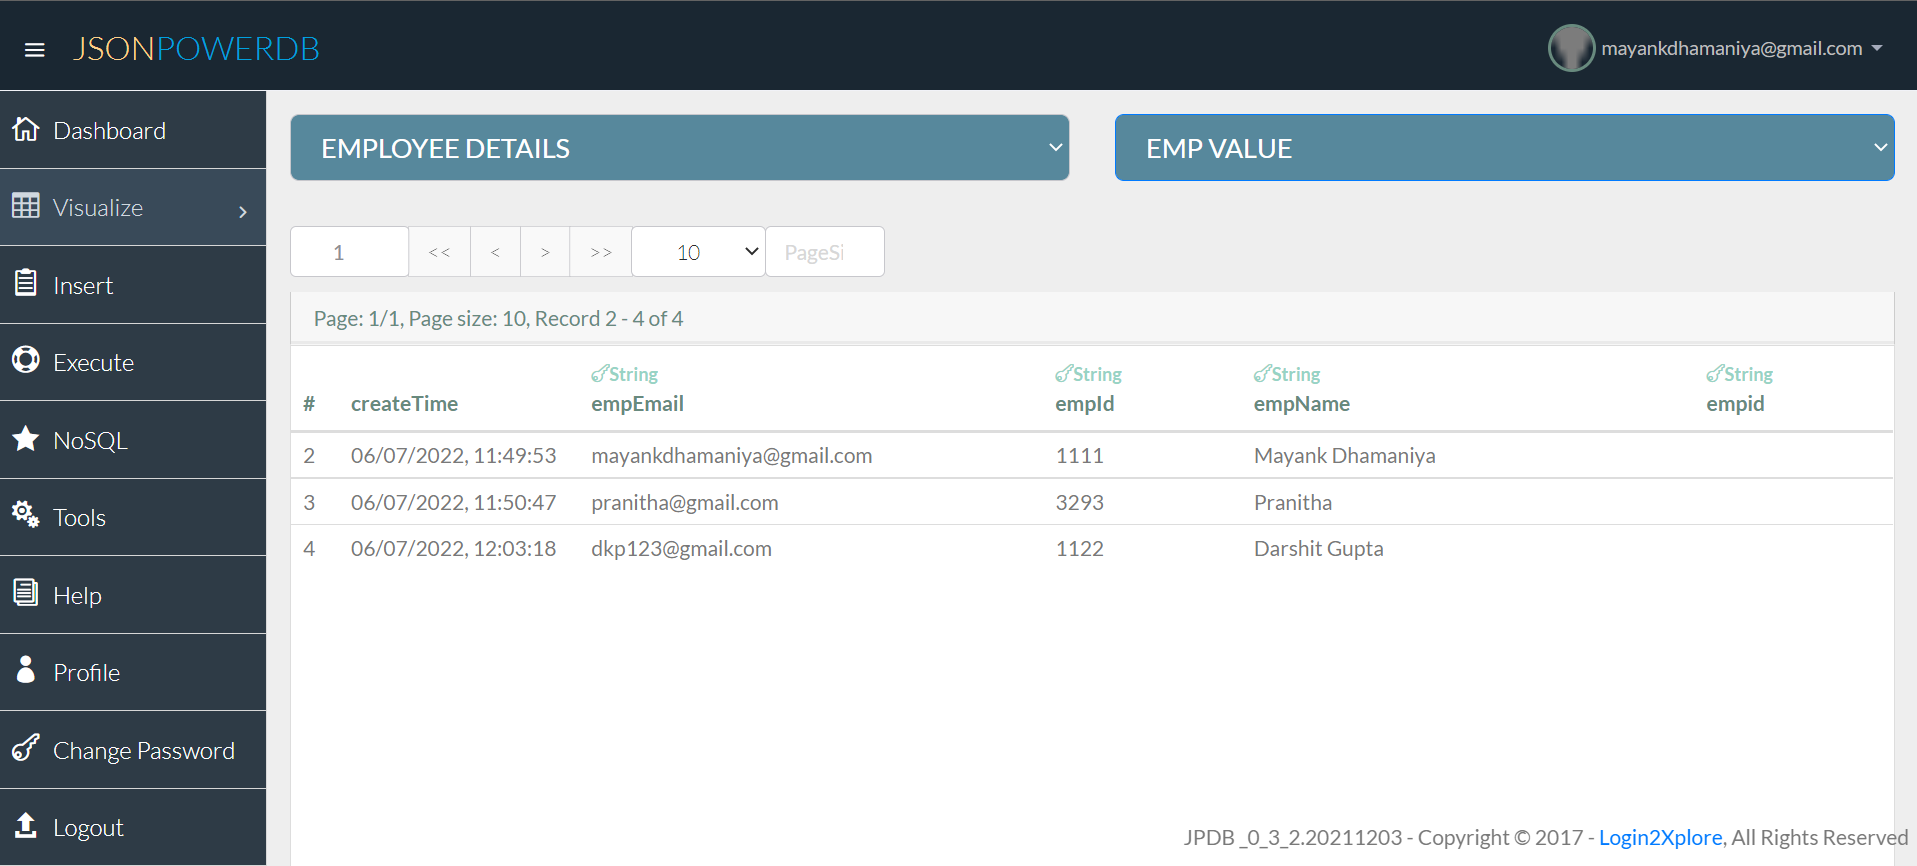 JSONPOWERDB
mayankdhamaniya@gmail.com
Dashboard
Visualize
Insert
Execute
NoSQL
Tools
Help
Profile
Change Password
Logout
EMPLOYEE DETAILS
EMP VALUE
1 << < > >> 10 PageSi
Page: 1/1, Page size: 10, Record 2 - 4 of 4
String String String String
# createTime empEmail empId empName empid
2 06/07/2022, 11:49:53 mayankdhamaniya@gmail.com 1111 Mayank Dhamaniya
3 06/07/2022, 11:50:47 pranitha@gmail.com 3293 Pranitha
4 06/07/2022, 12:03:18 dkp123@gmail.com 1122 Darshit Gupta
JPDB _0_3_2.20211203 - Copyright © 2017 - Login2Xplore, All Rights Reserved